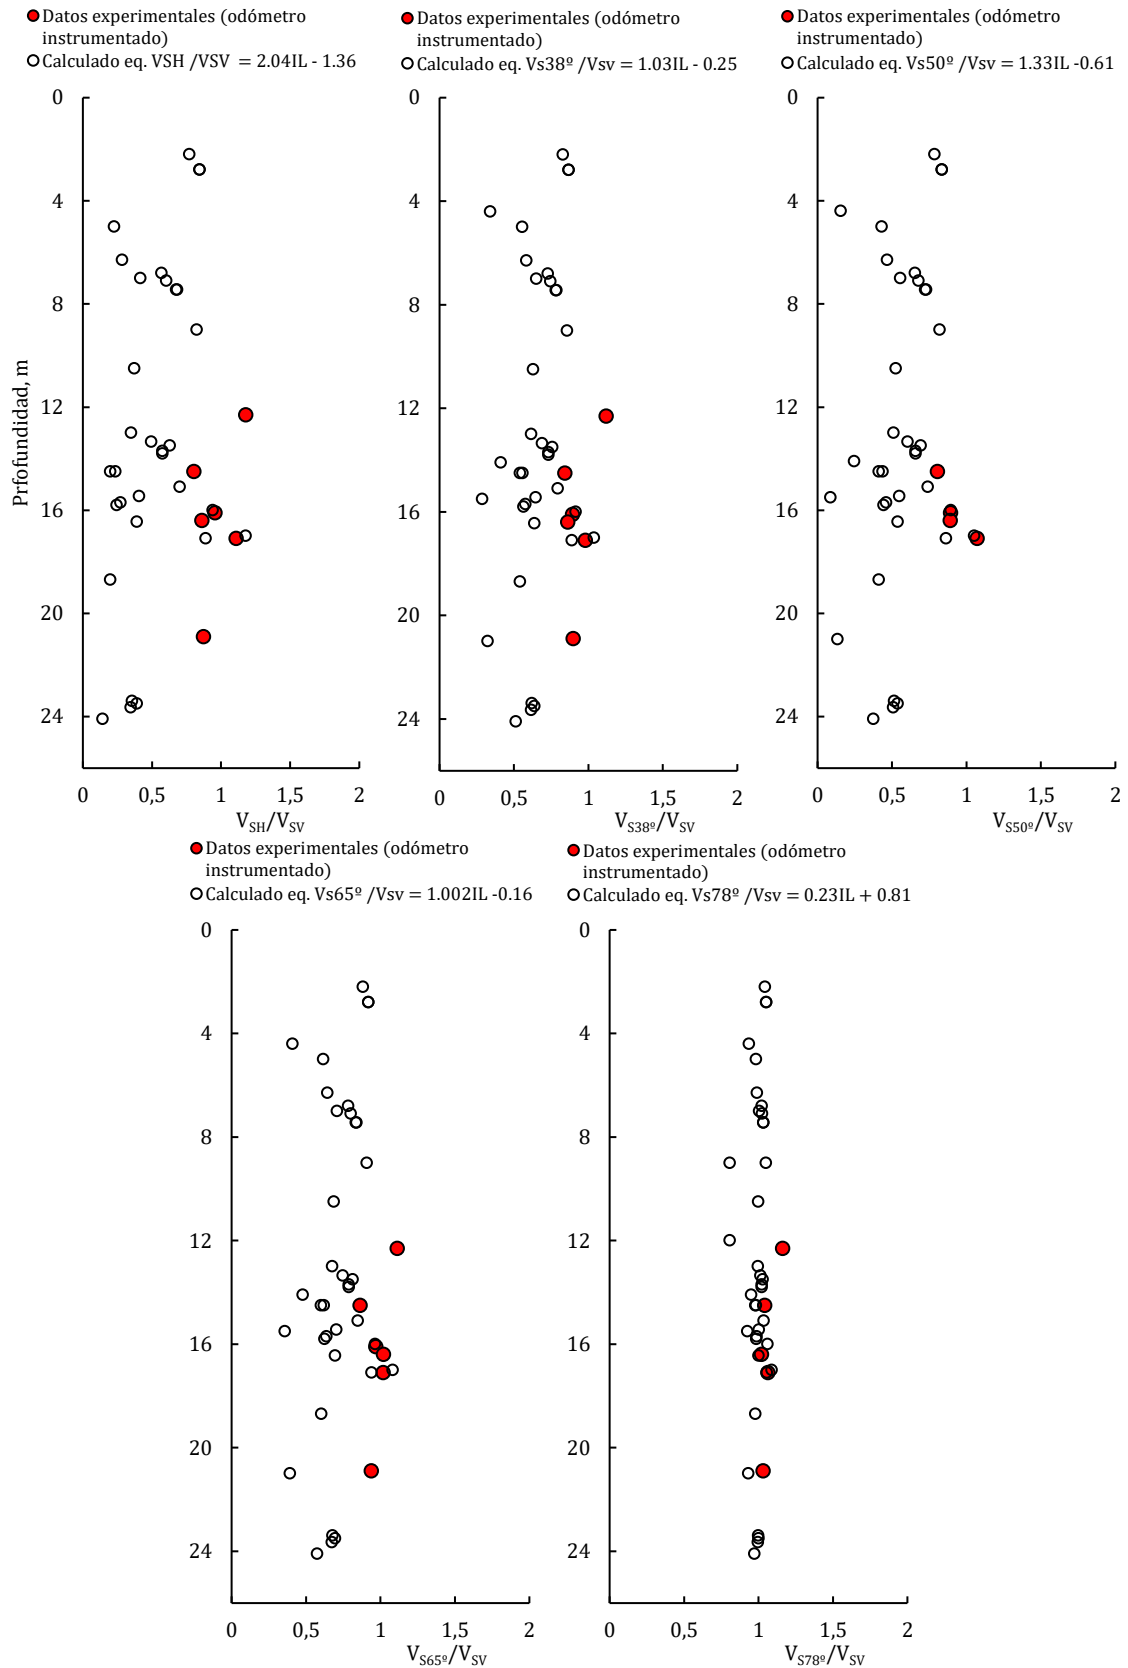 Datos experimentales (odómetro
instrumentado)
Calculado eq. VSH /VSV = 2.04IL - 1.36
Datos experimentales (odómetro
instrumentado)
Calculado eq. Vs38º /Vsv = 1.03IL - 0.25
Datos experimentales (odómetro
instrumentado)
Calculado eq. Vs50º /Vsv = 1.33IL -0.61
Prfofundidad, m
0
4
8
12
16
20
24
0 0,5 1 1,5 2
VSH/VSV
0
4
8
12
16
20
24
0 0,5 1 1,5 2
VS38º/VSV
0
4
8
12
16
20
24
0 0,5 1 1,5 2
VS50º/VSV
Datos experimentales (odómetro
instrumentado)
Calculado eq. Vs65º /Vsv = 1.002IL -0.16
Datos experimentales (odómetro
instrumentado)
Calculado eq. Vs78º /Vsv = 0.23IL + 0.81
0
4
8
12
16
20
24
0 0,5 1 1,5 2
VS65º/VSV
0
4
8
12
16
20
24
0 0,5 1 1,5 2
VS78º/VSV